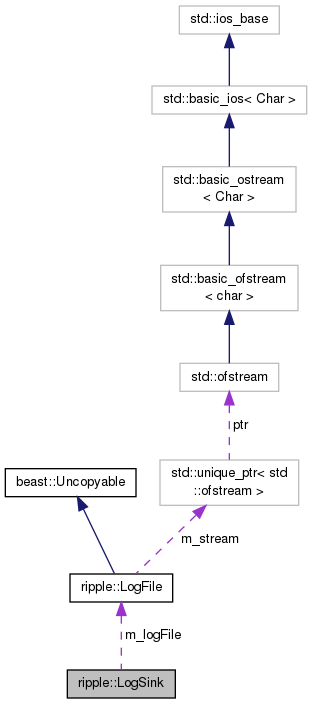 std::ios_base
std::basic_ios< Char >
std::basic_ostream
< Char >
std::basic_ofstream
< char >
std::ofstream
ptr
std::unique_ptr< std
::ofstream >
beast::Uncopyable
m_stream
ripple::LogFile
m_logFile
ripple::LogSink